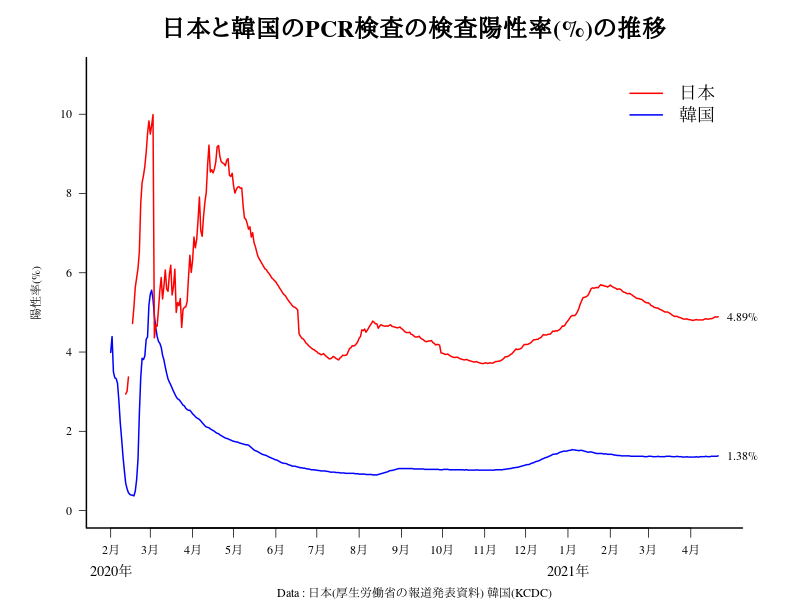 日本と韓国のPCR検査の検査陽性率(%)の推移
日本
韓国
陽性率(%)
10
8
6
4
2
0
4.89%
1.38%
2月 3月 4月 5月 6月 7月 8月 9月 10月 11月 12月 1月 2月 3月 4月
2020年 2021年
Data : 日本(厚生労働省の報道発表資料) 韓国(KCDC)